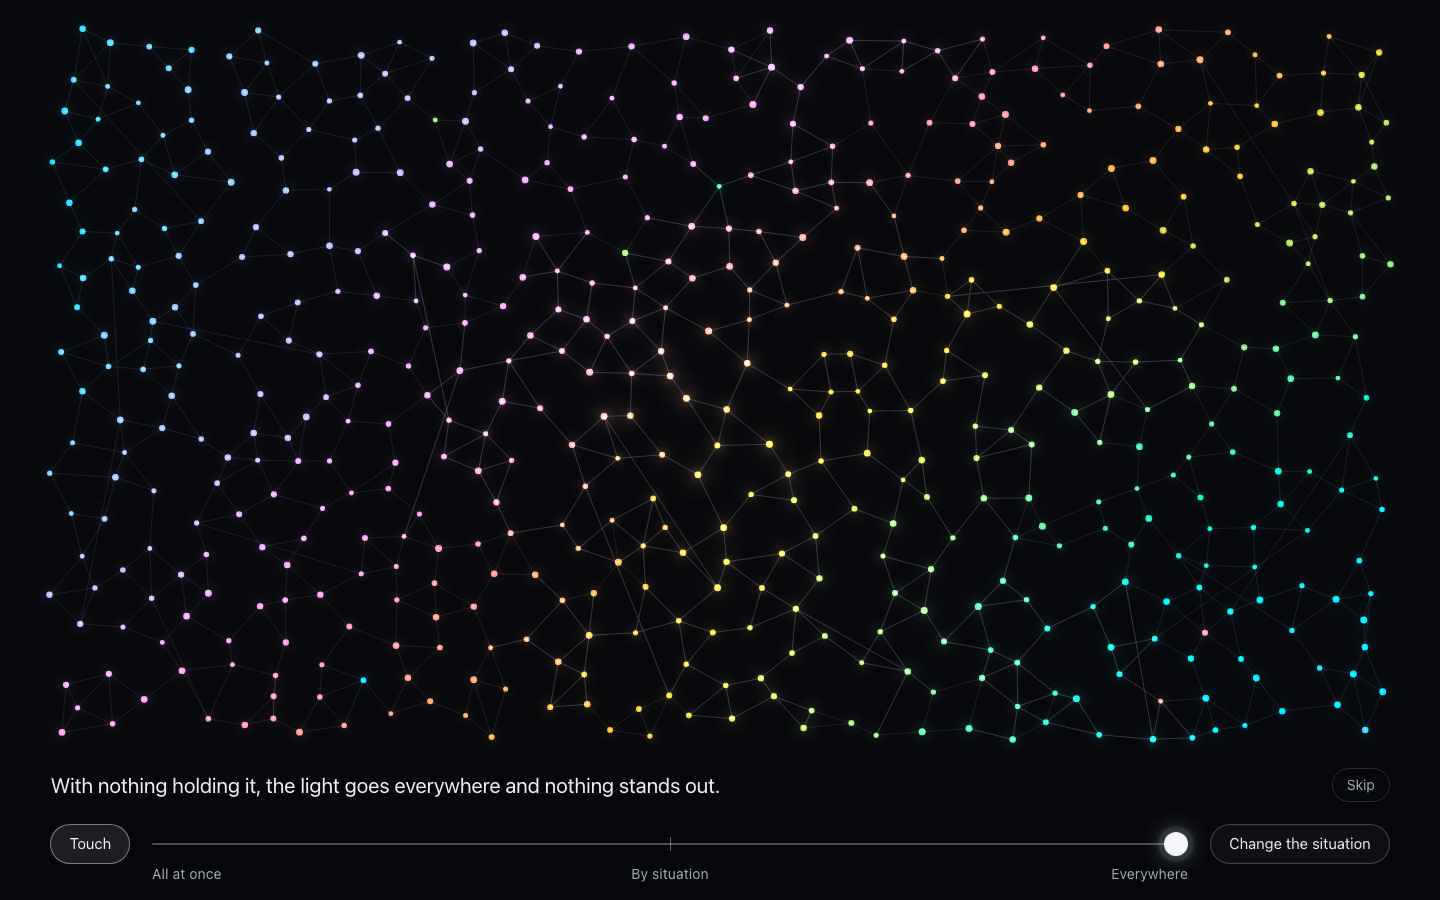 With nothing holding it, the light goes everywhere and nothing stands out.
Skip
Touch
Change the situation
All at once
By situation
Everywhere